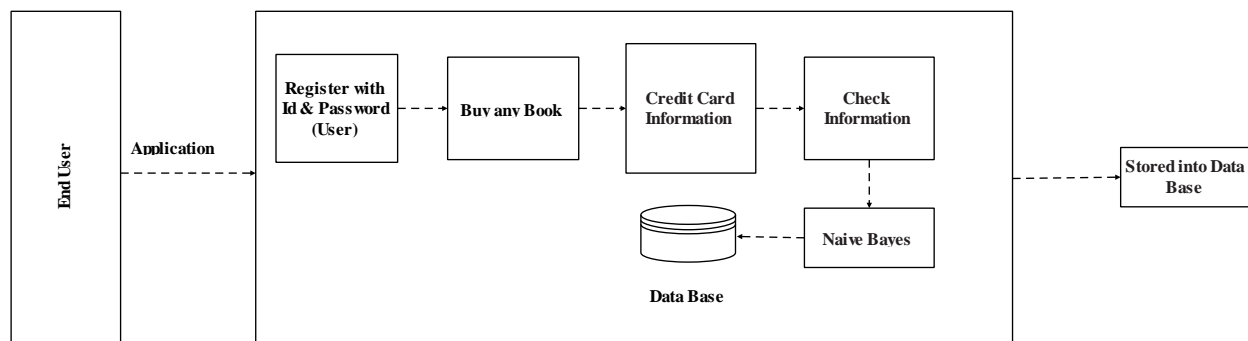 End User
Application
Register with
Id & Password
(User)
Buy any Book
Credit Card
Information
Check
Information
Naive Bayes
Data Base
Stored into Data
Base